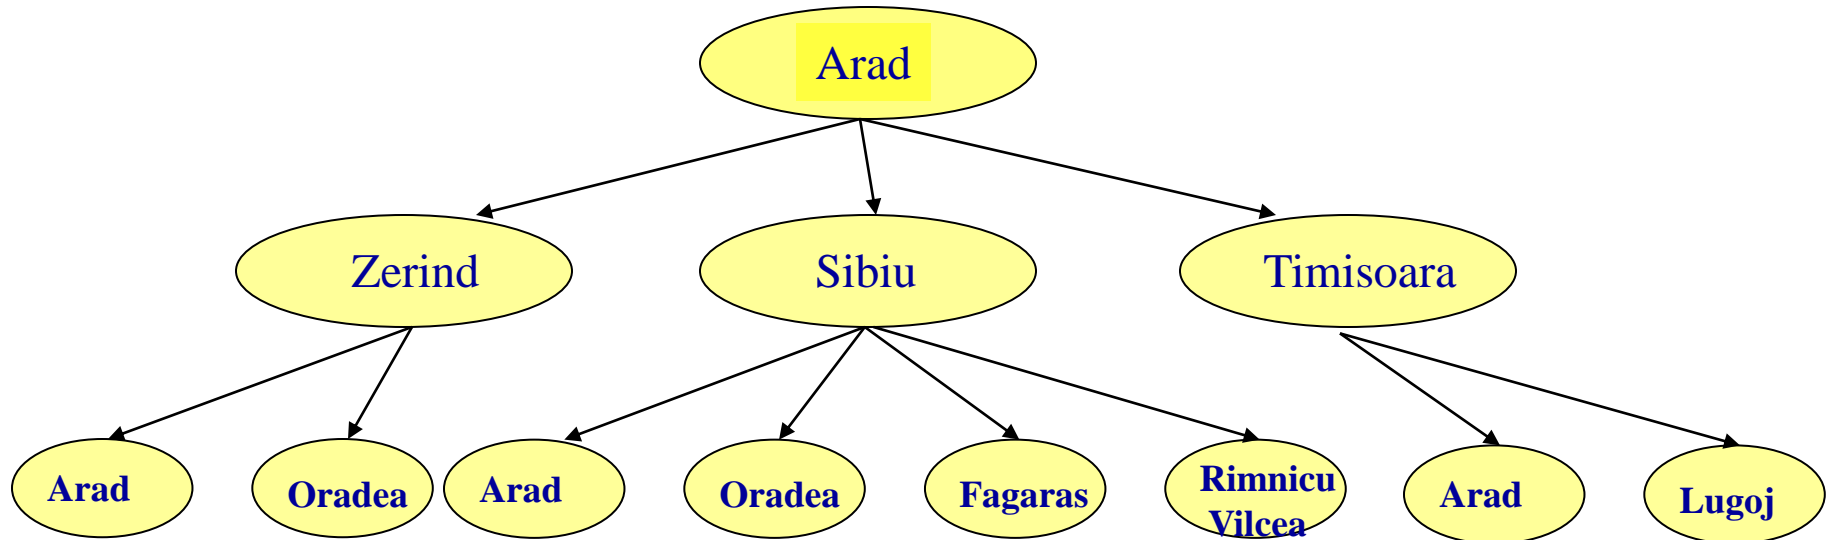 Arad
Zerind
Sibiu
Timisoara
Arad
Oradea
Arad
Oradea
Fagaras
Rimnicu
Vilcea
Arad
Lugoj